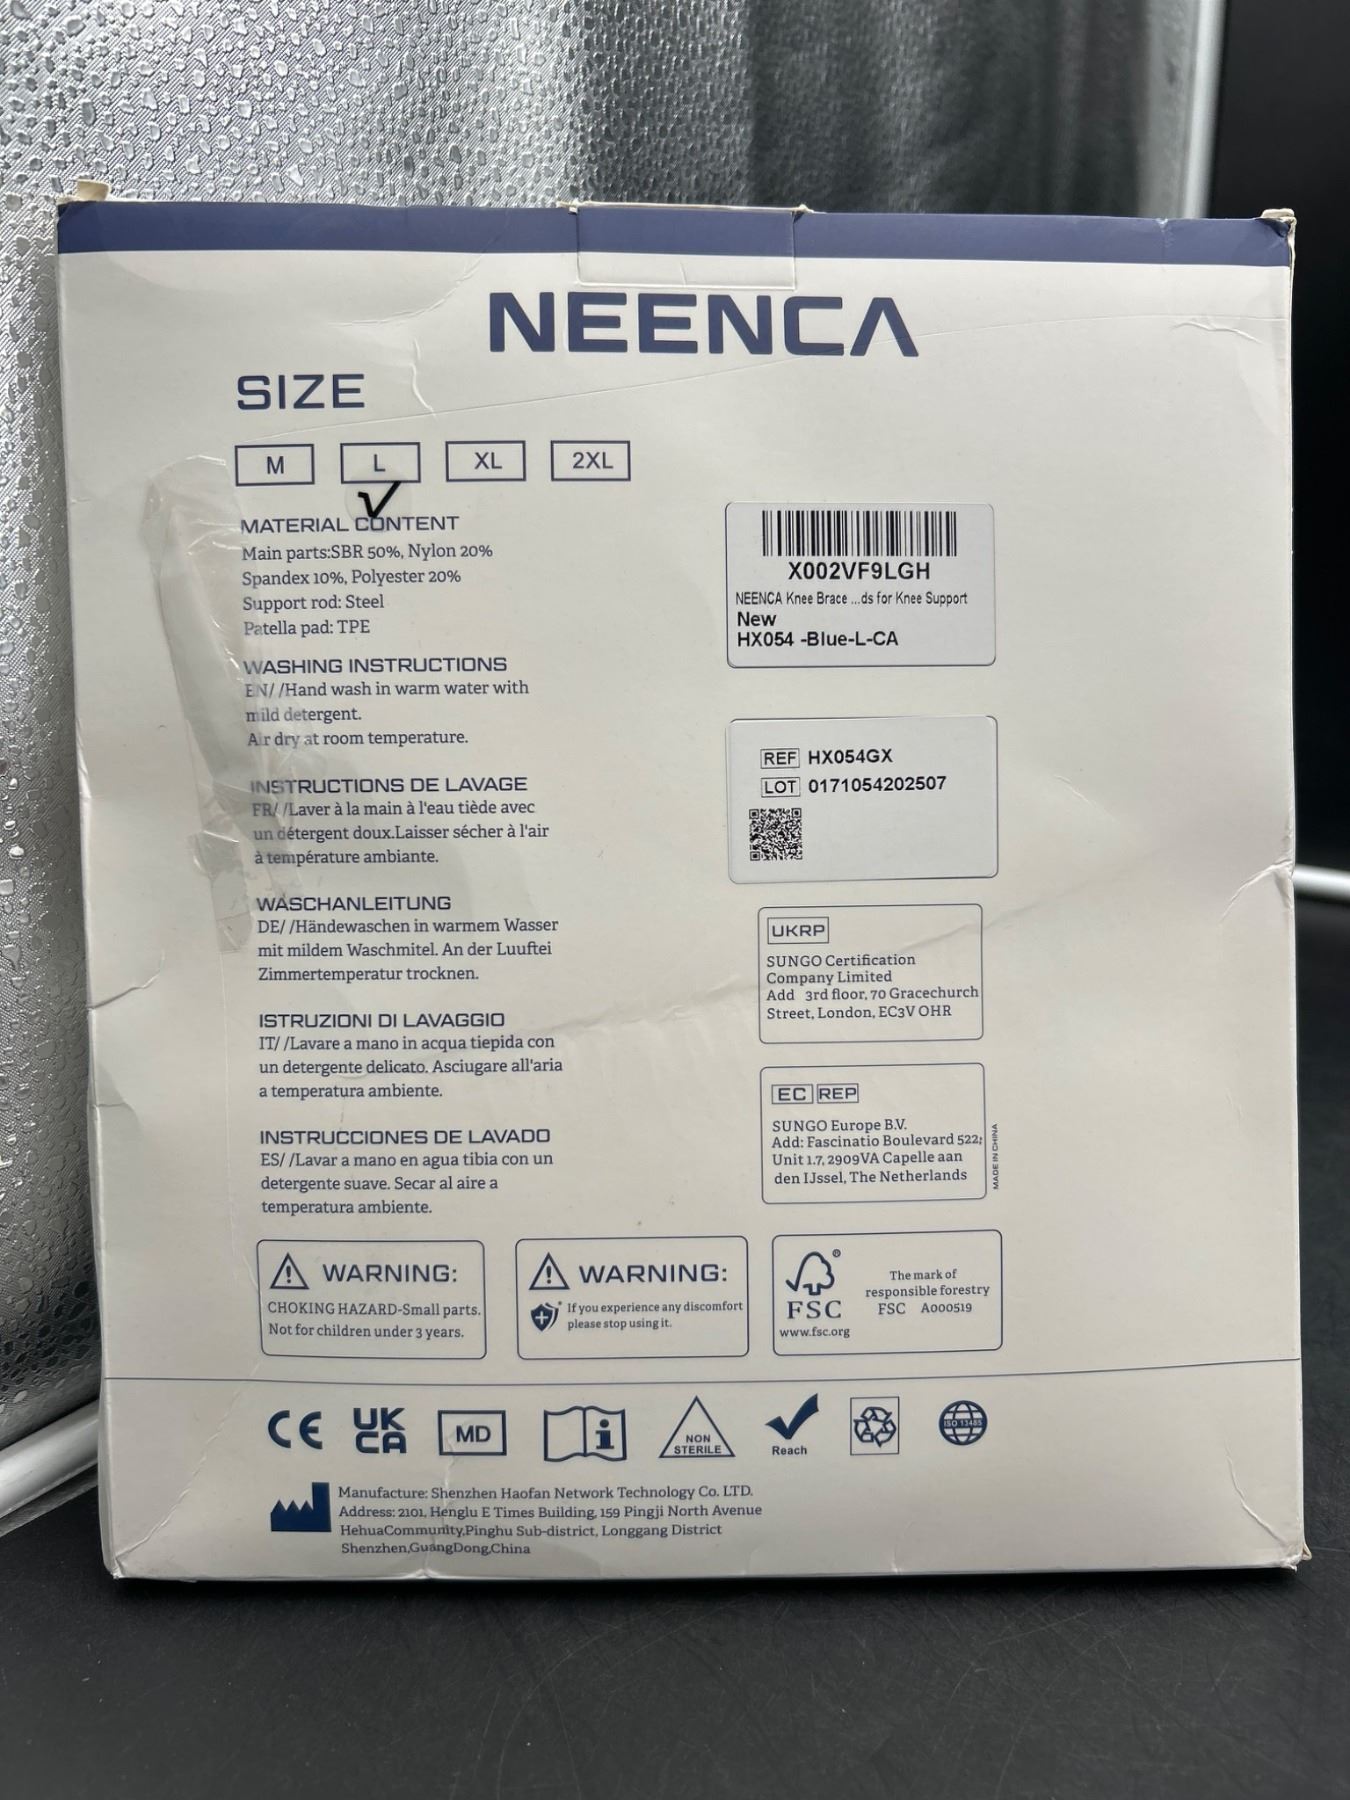 NEENCA
SIZE
M L XL 2XL
MATERIAL CONTENT
Main parts:SBR 50%, Nylon 20%
Spandex 10%, Polyester 20%
Support rod: Steel
Patella pad: TPE
WASHING INSTRUCTIONS
EN/ /Hand wash in warm water with
mild detergent.
Air dry at room temperature.
INSTRUCTIONS DE LAVAGE
FR/ /Laver à la main à l'eau tiède avec
un détergent doux.Laisser sécher à l'air
à température ambiante.
WASCHANLEITUNG
DE/ /Händewaschen in warmem Wasser
mit mildem Waschmitel. An der Luuftei
Zimmertemperatur trocknen.
ISTRUZIONI DI LAVAGGIO
IT/ /Lavare a mano in acqua tiepida con
un detergente delicato. Asciugare all'aria
a temperatura ambiente.
INSTRUCCIONES DE LAVADO
ES/ /Lavar a mano en agua tibia con un
detergente suave. Secar al aire a
temperatura ambiente.
X002VF9LGH
NEENCA Knee Brace ...ds for Knee Support
New
HX054 -Blue-L-CA
REF HX054GX
LOT 0171054202507
UKRP
SUNGO Certification
Company Limited
Add 3rd floor, 70 Gracechurch
Street, London, EC3V OHR
EC REP
SUNGO Europe B.V.
Add: Fascinatio Boulevard 522;
Unit 1.7, 2909VA Capelle aan
den IJssel, The Netherlands
MADE IN CHINA
WARNING:
CHOKING HAZARD-Small parts.
Not for children under 3 years.
WARNING:
If you experience any discomfort
please stop using it.
FSC ®
www.fsc.org
The mark of
responsible forestry
FSC A000519
CE
UK
CA
MD
i
NON
STERILE
Reach
ISO 13485
Manufacture: Shenzhen Haofan Network Technology Co. LTD.
Address: 2101, Henglu E Times Building, 159 Pingji North Avenue
HehuaCommunity,Pinghu Sub-district, Longgang District
Shenzhen,GuangDong,China